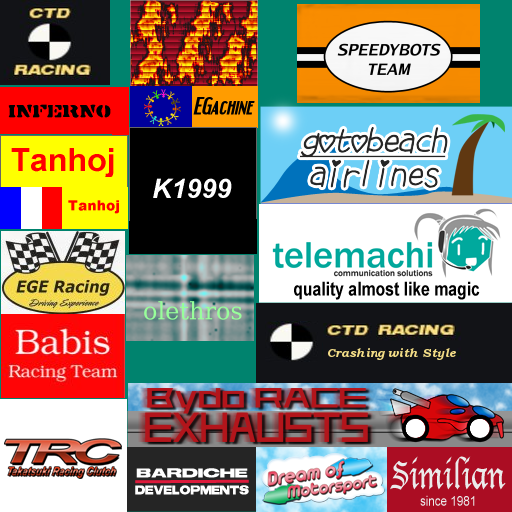 CTD
RACING
SPEEDYBOTS
TEAM
INFERNO
EGachine
Tanhoj
Tanhoj
K1999
gotobeach
airlines
telemachi
communication solutions
quality almost like magic
EGE Racing
Driving Experience
olethros
Babis
Racing Team
CTD RACING
Crashing with Style
Bydo RACE
EXHAUSTS
TRC
Takatsuki Racing Clutch
BARDICHE
DEVELOPMENTS
Dream of
Motorsport
Similian
since 1981